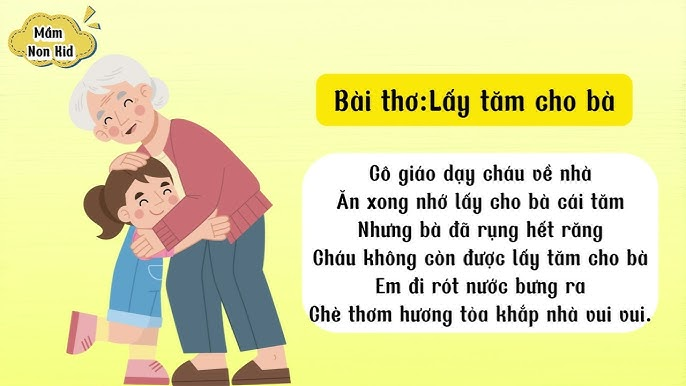 Mầm
Non Kid
Bài thơ:Lấy tăm cho bà
Cô giáo dạy cháu về nhà
Ăn xong nhớ lấy cho bà cái tăm
Nhưng bà đã rụng hết răng
Cháu không còn được lấy tăm cho bà
Em đi rót nước bưng ra
Chè thơm hương tỏa khắp nhà vui vui.